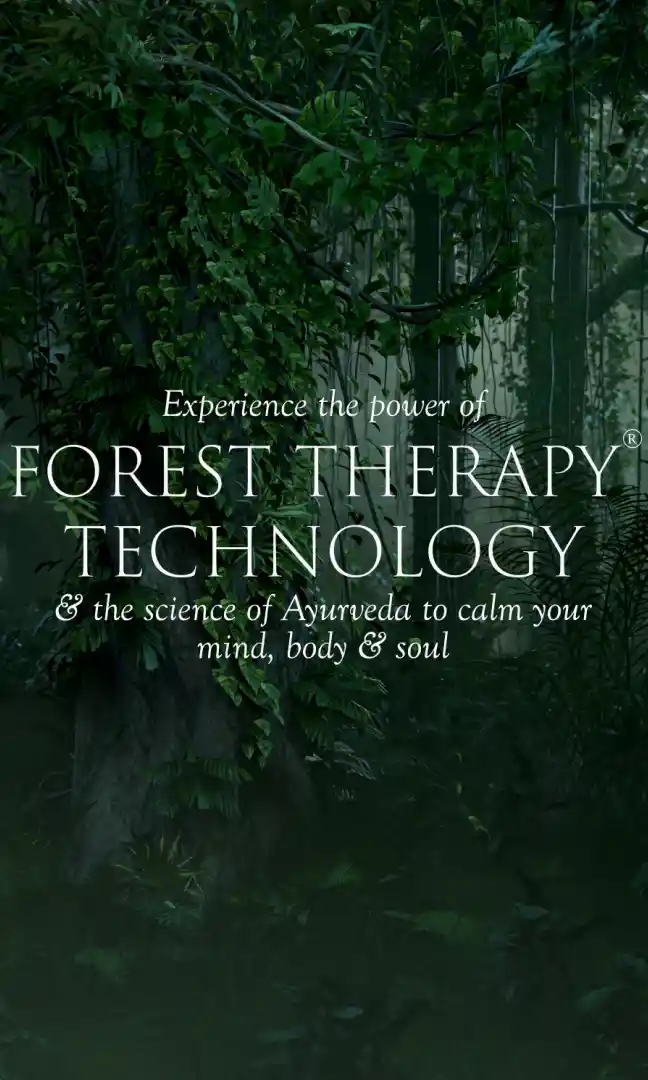 Experience the power of
FOREST THERAPY®
TECHNOLOGY
& the science of Ayurveda to calm your
mind, body & soul